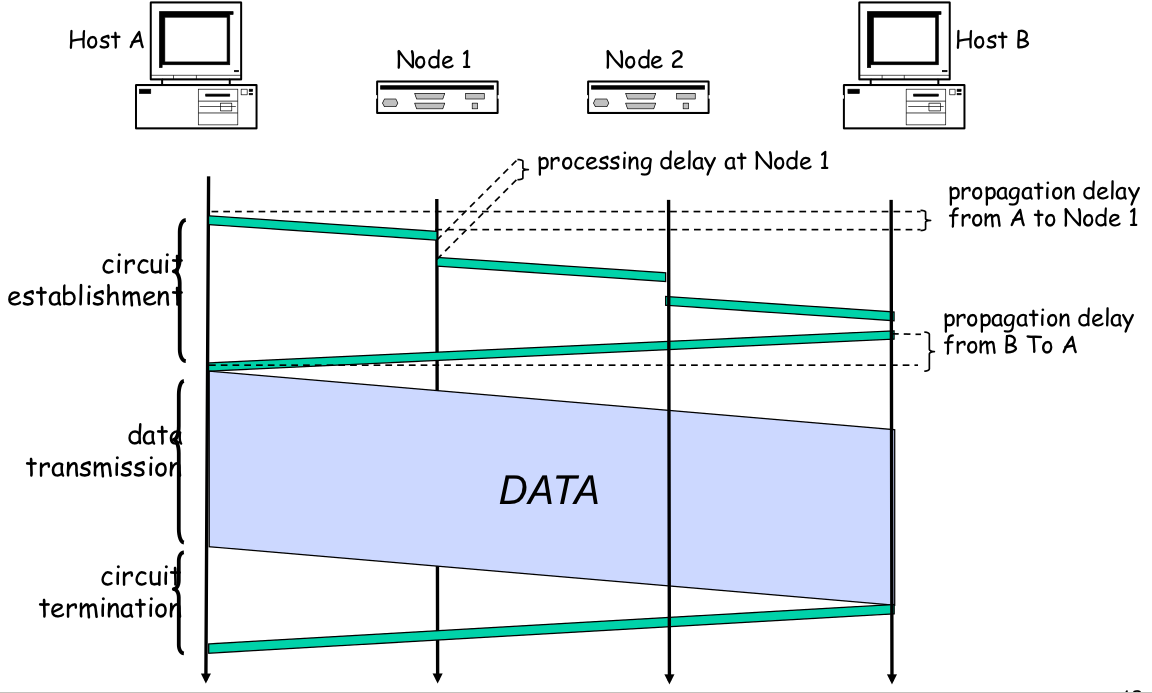 Host A
Node 1
Node 2
Host B
processing delay at Node 1
propagation delay
from A to Node 1
circuit
establishment
propagation delay
from B To A
data
transmission
DATA
circuit
termination